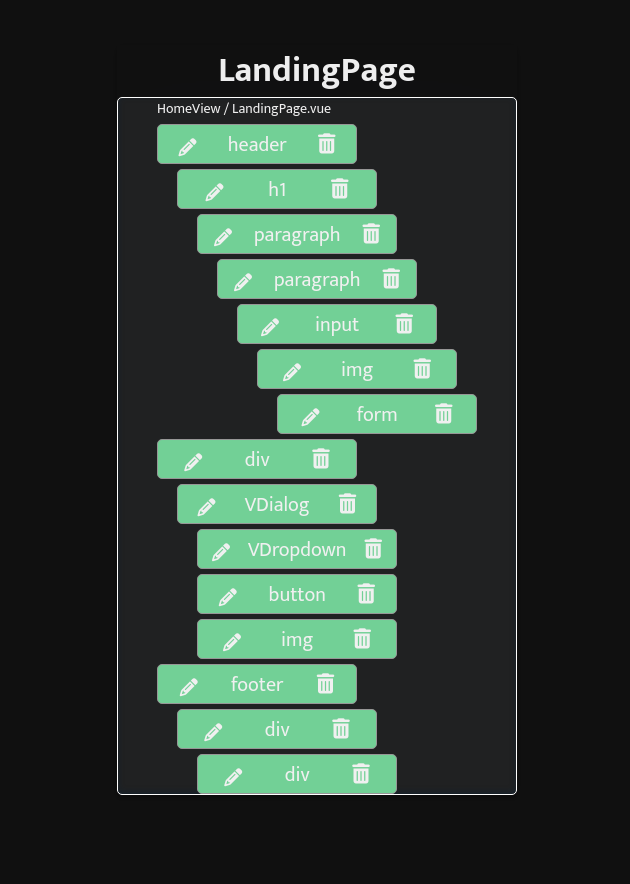 LandingPage
HomeView / LandingPage.vue
header
h1
paragraph
paragraph
input
img
form
div
VDialog
VDropdown
button
img
footer
div
div